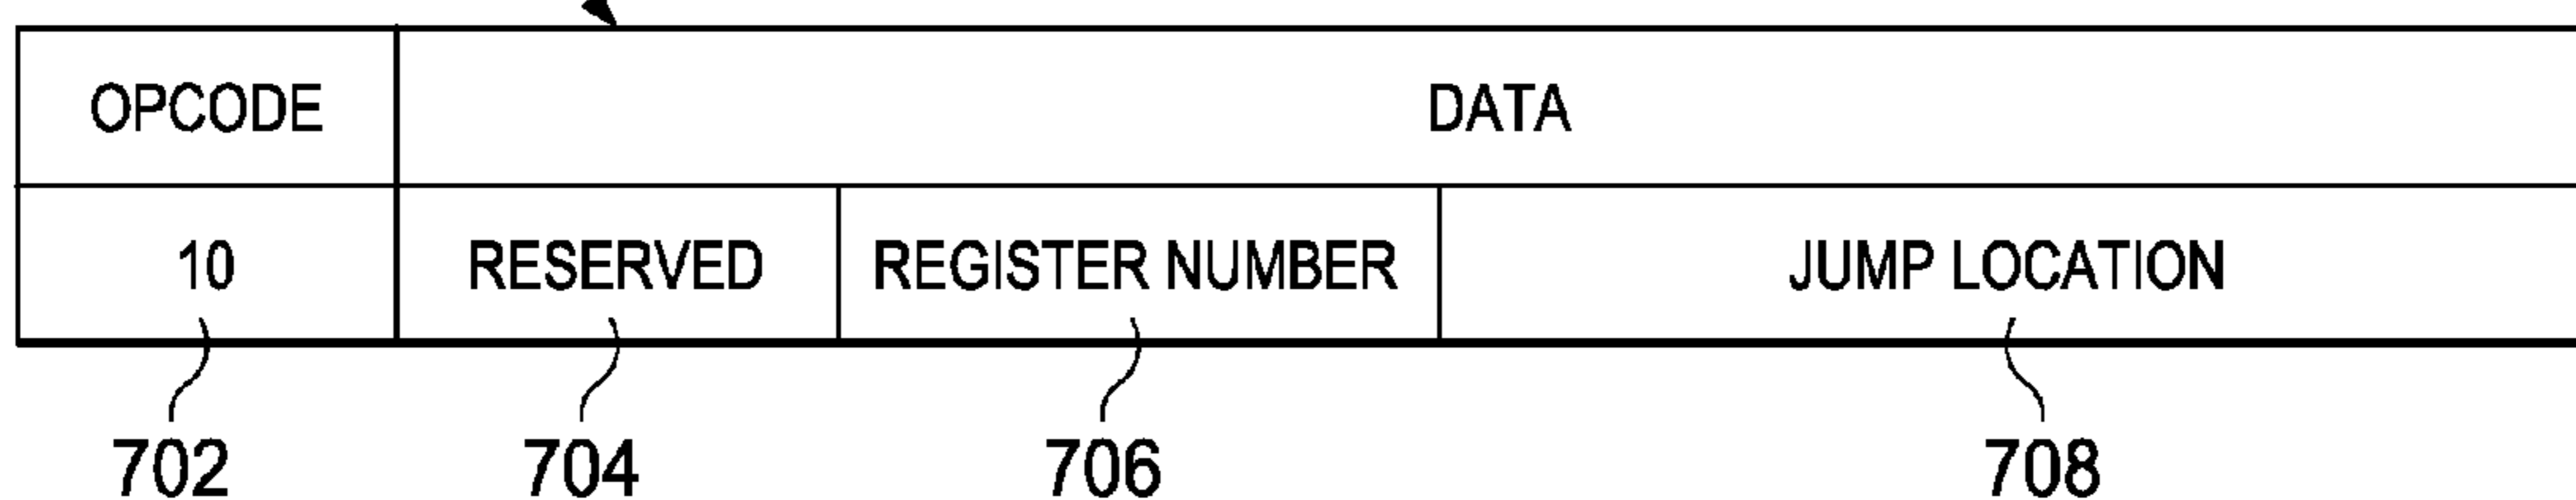 OPCODE DATA
10 RESERVED REGISTER NUMBER JUMP LOCATION
702 704 706 708